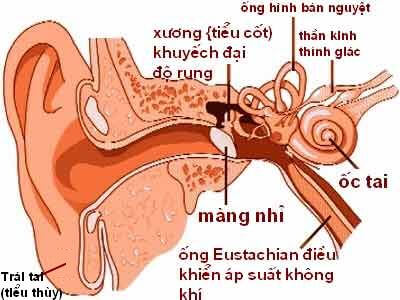 ống hình bán nguyệt
xương {tiểu cốt)
khuyếch đại
độ rung
thần kinh
thính giác
ốc tai
màng nhĩ
ống Eustachian điều
khiển áp suất không
khí
Trái tai
(tiểu thùy)